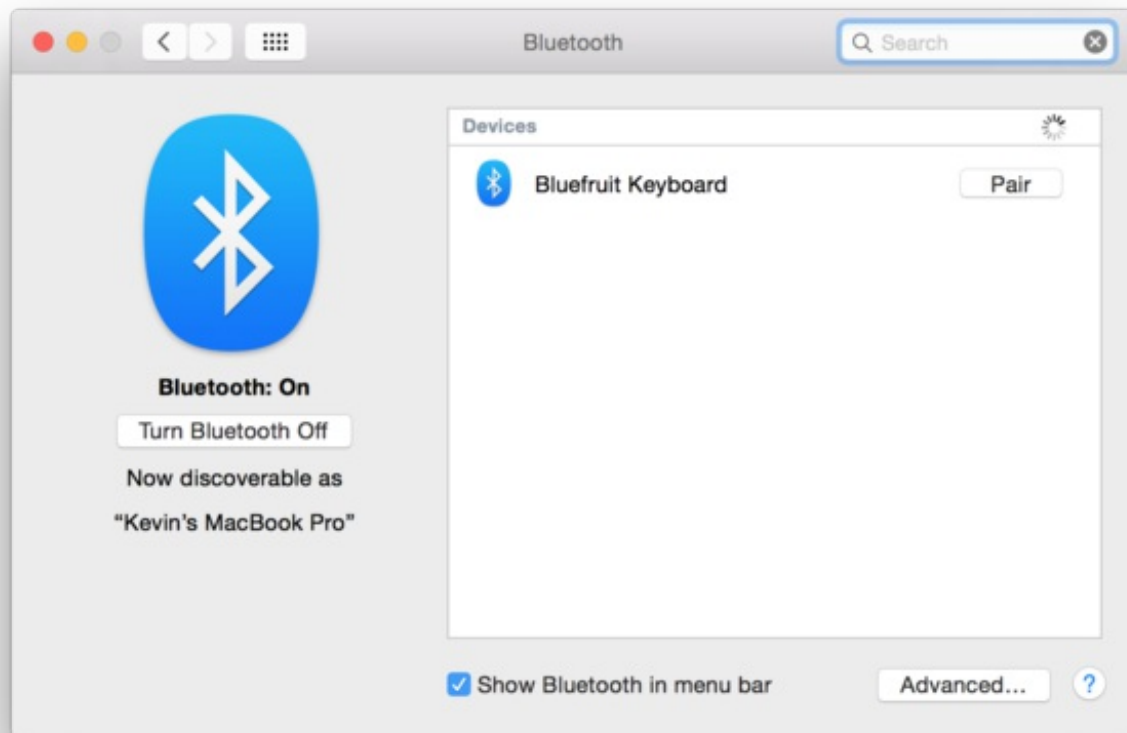 Bluetooth
Search
Bluetooth: On
Turn Bluetooth Off
Now discoverable as
“Kevin’s MacBook Pro”
Devices
Bluefruit Keyboard
Pair
Show Bluetooth in menu bar
Advanced...
?